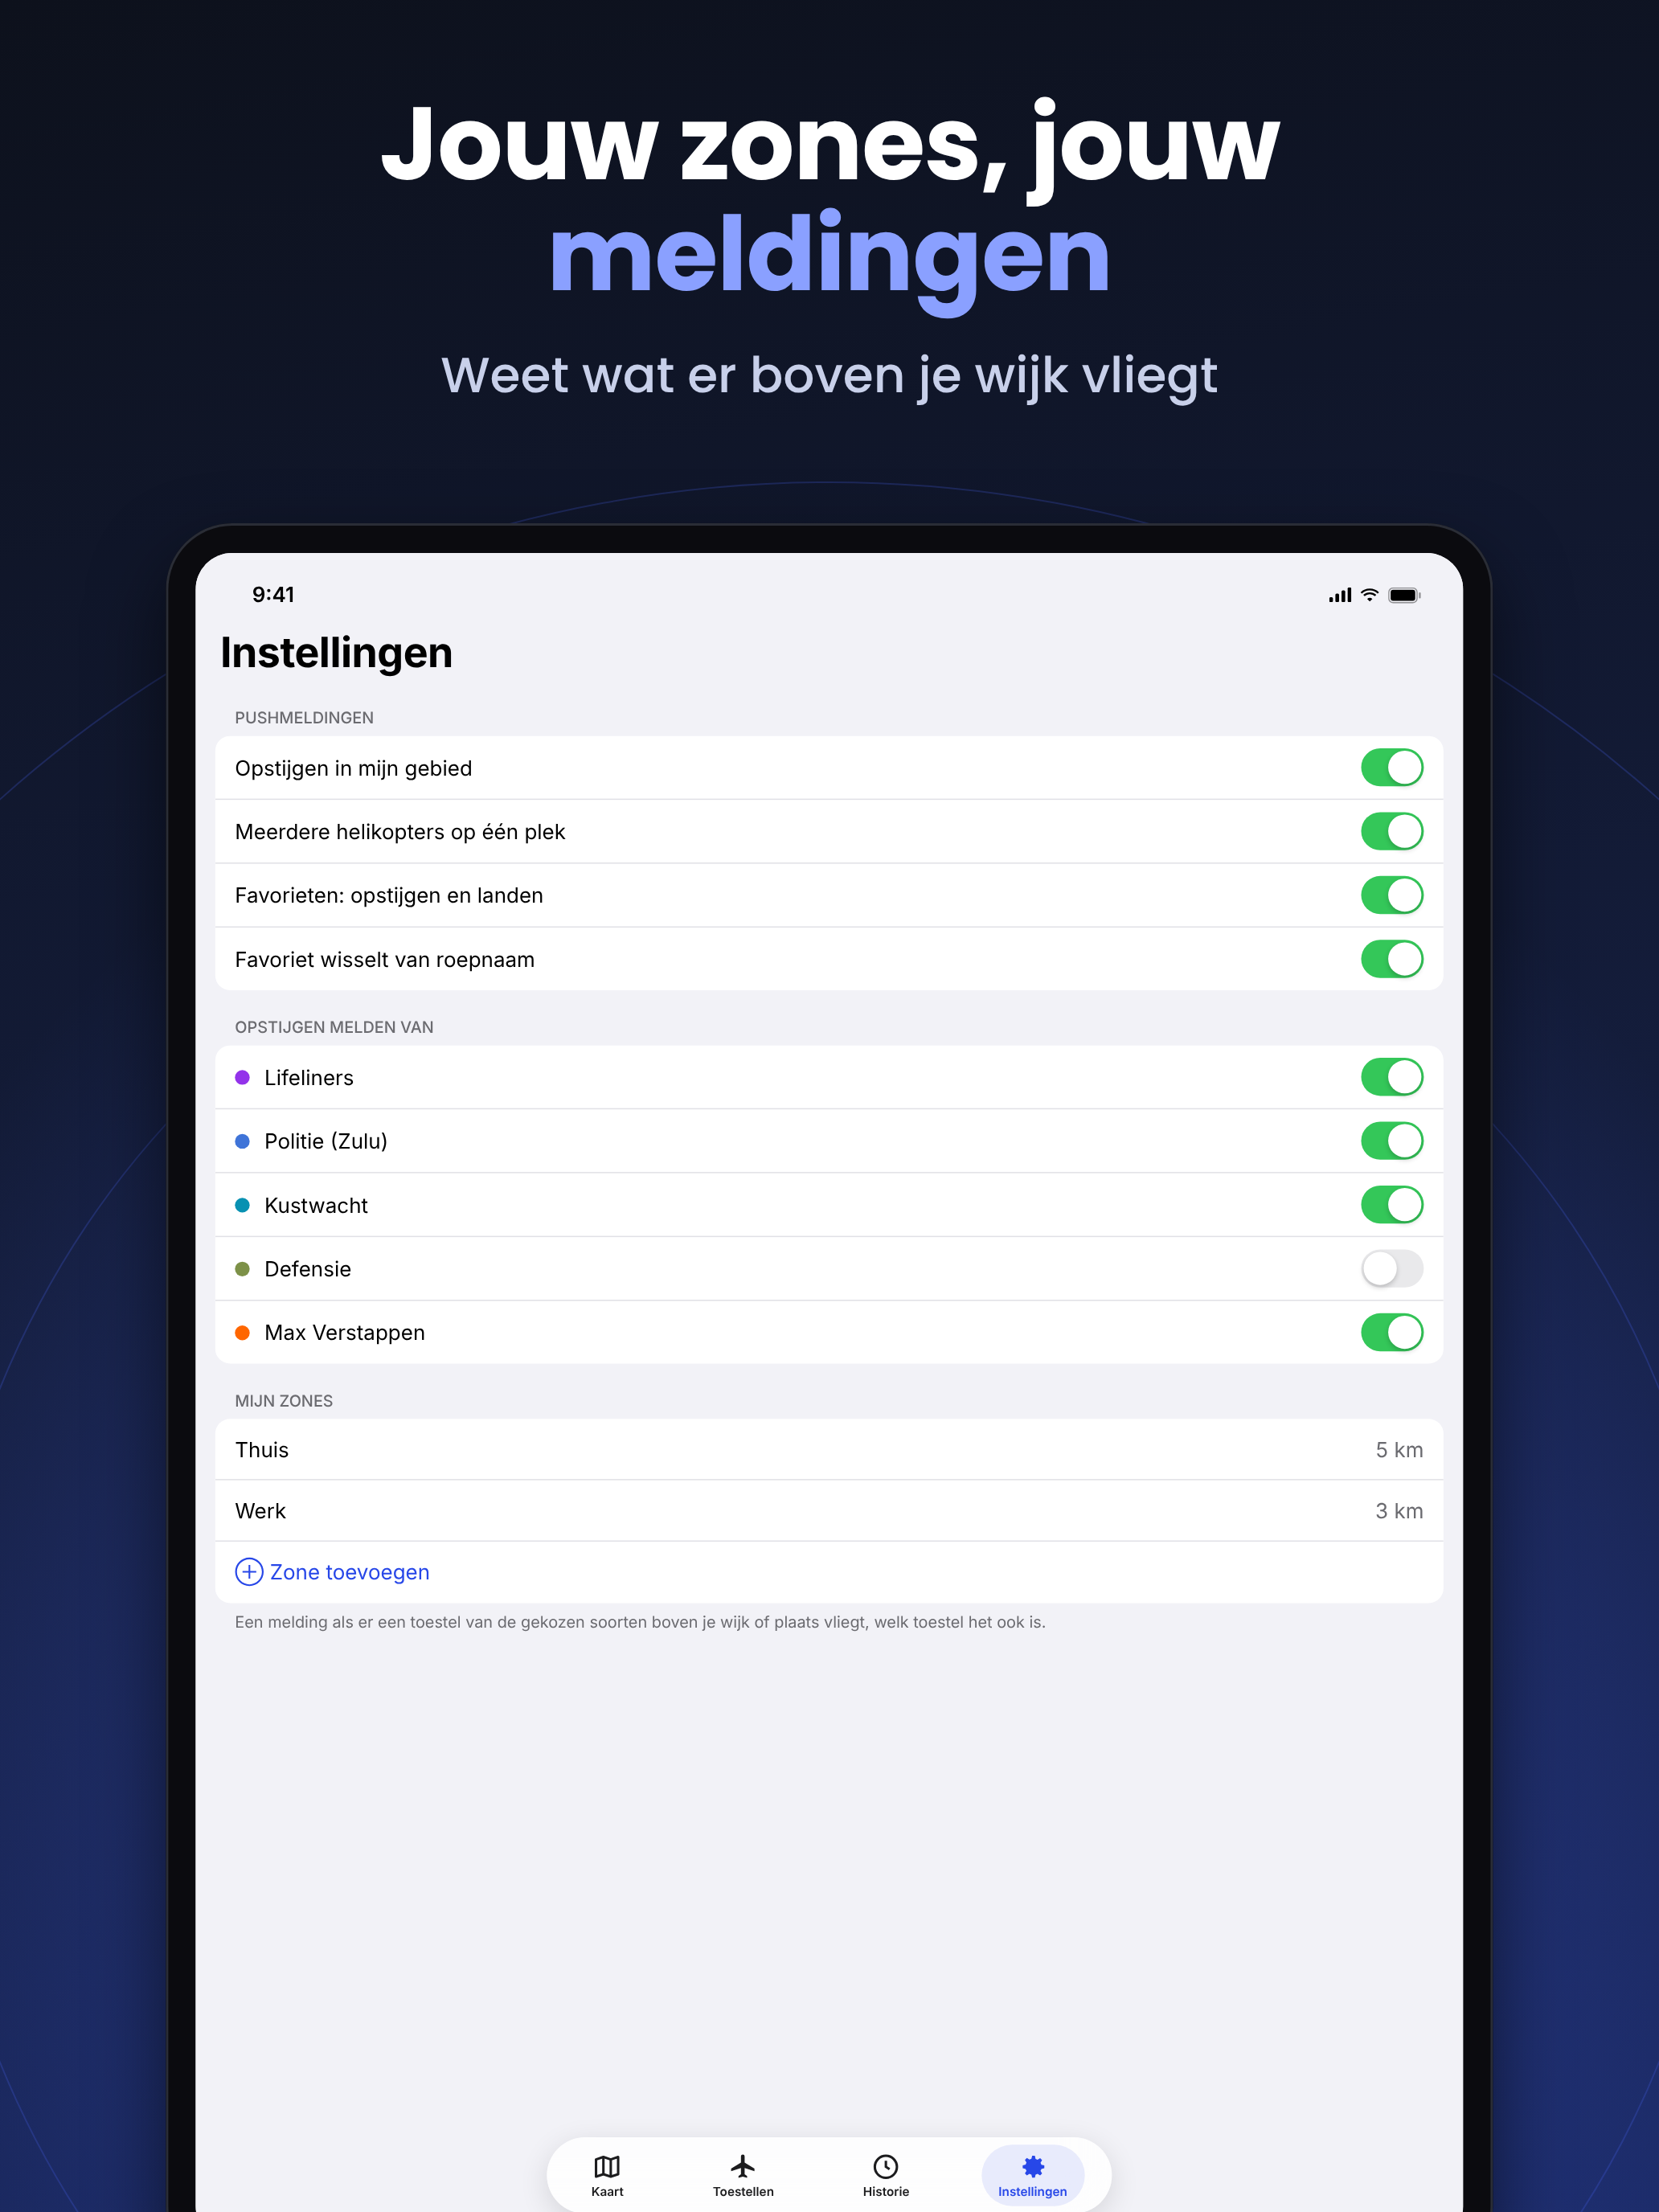 Jouw zones, jouw
meldingen
Weet wat er boven je wijk vliegt
9:41
Instellingen
PUSHMELDINGEN
Opstijgen in mijn gebied
Meerdere helikopters op één plek
Favorieten: opstijgen en landen
Favoriet wisselt van roepnaam
OPSTIJGEN MELDEN VAN
Lifeliners
Politie (Zulu)
Kustwacht
Defensie
Max Verstappen
MIJN ZONES
Thuis 5 km
Werk 3 km
Zone toevoegen
Een melding als er een toestel van de gekozen soorten boven je wijk of plaats vliegt, welk toestel het ook is.
Kaart Toestellen Historie Instellingen